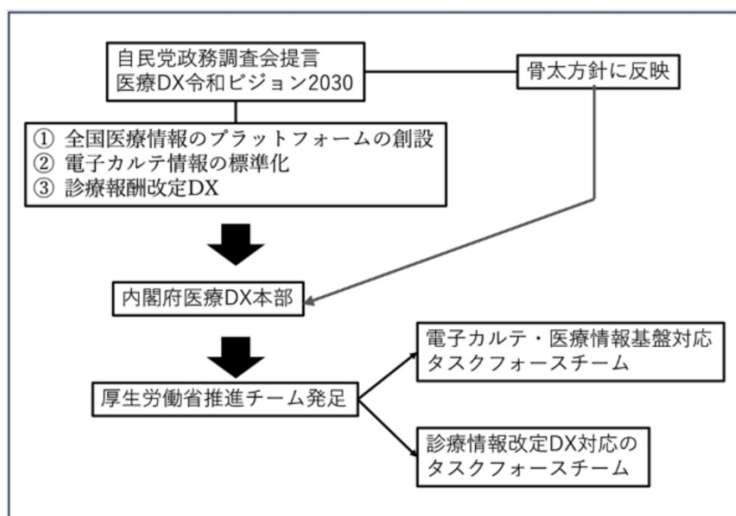 自民党政務調査会提言
医療DX令和ビジョン2030
骨太方針に反映
① 全国医療情報のプラットフォームの創設
② 電子カルテ情報の標準化
③ 診療報酬改定DX
内閣府医療DX本部
電子カルテ・医療情報基盤対応
タスクフォースチーム
厚生労働省推進チーム発足
診療情報改定DX対応の
タスクフォースチーム